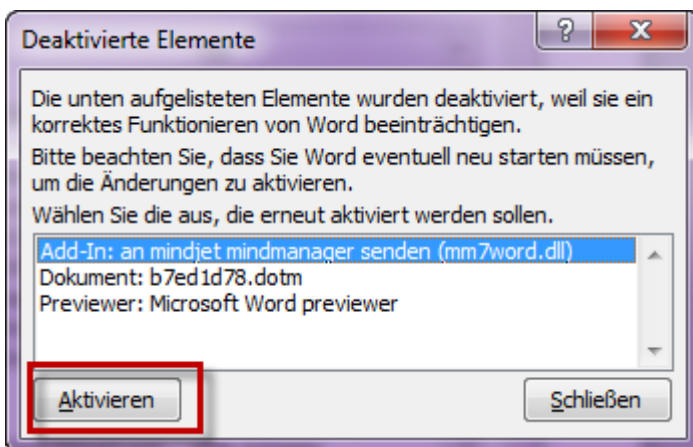 Deaktivierte Elemente
Die unten aufgelisteten Elemente wurden deaktiviert, weil sie ein
korrektes Funktionieren von Word beeinträchtigen.
Bitte beachten Sie, dass Sie Word eventuell neu starten müssen,
um die Änderungen zu aktivieren.
Wählen Sie die aus, die erneut aktiviert werden sollen.
Add-In: an mindjet mindmanager senden (mm7word.dll)
Dokument: b7ed1d78.dotm
Previewer: Microsoft Word previewer
Aktivieren
Schließen